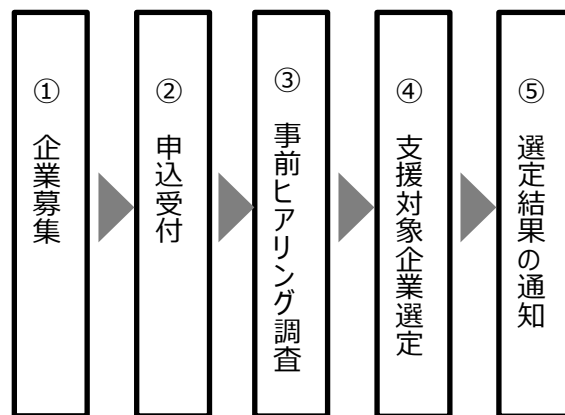 ① 企業募集
② 申込受付
③ 事前ヒアリング調査
④ 支援対象企業選定
⑤ 選定結果の通知